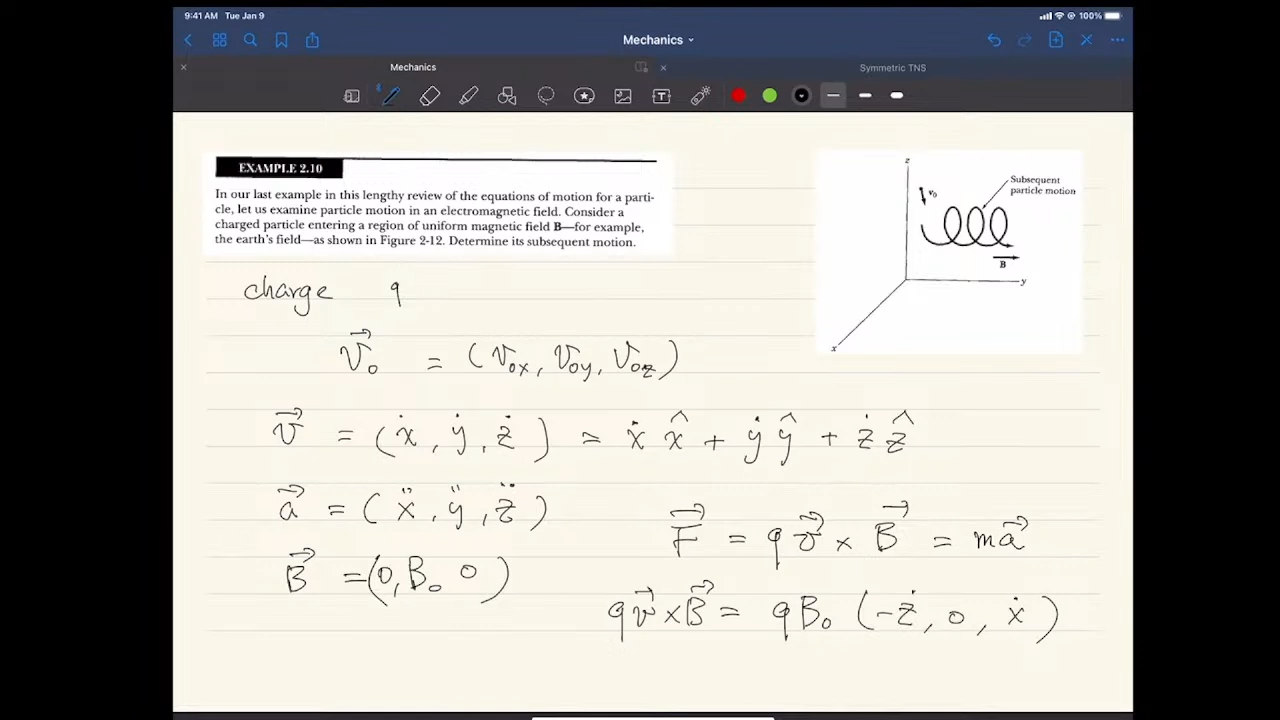 9:41 AM Tue Jan 9
100%
Mechanics
Mechanics
Symmetric TNS
EXAMPLE 2.10
In our last example in this lengthy review of the equations of motion for a parti-
cle, let us examine particle motion in an electromagnetic field. Consider a
charged particle entering a region of uniform magnetic field B—for example,
the earth's field—as shown in Figure 2-12. Determine its subsequent motion.
z
v₀
Subsequent
particle motion
B
y
x
charge q
v⃗₀ = (v₀ₓ, v₀y, v₀z)
v⃗ = (ẋ, ẏ, ż) = ẋ x̂ + ẏ ŷ + ż ẑ
a⃗ = (ẍ, ÿ, z̈)
F⃗ = q v⃗ × B⃗ = m a⃗
B⃗ = (0, B₀ 0)
q v⃗ × B⃗ = q B₀ (-ż, 0, ẋ)